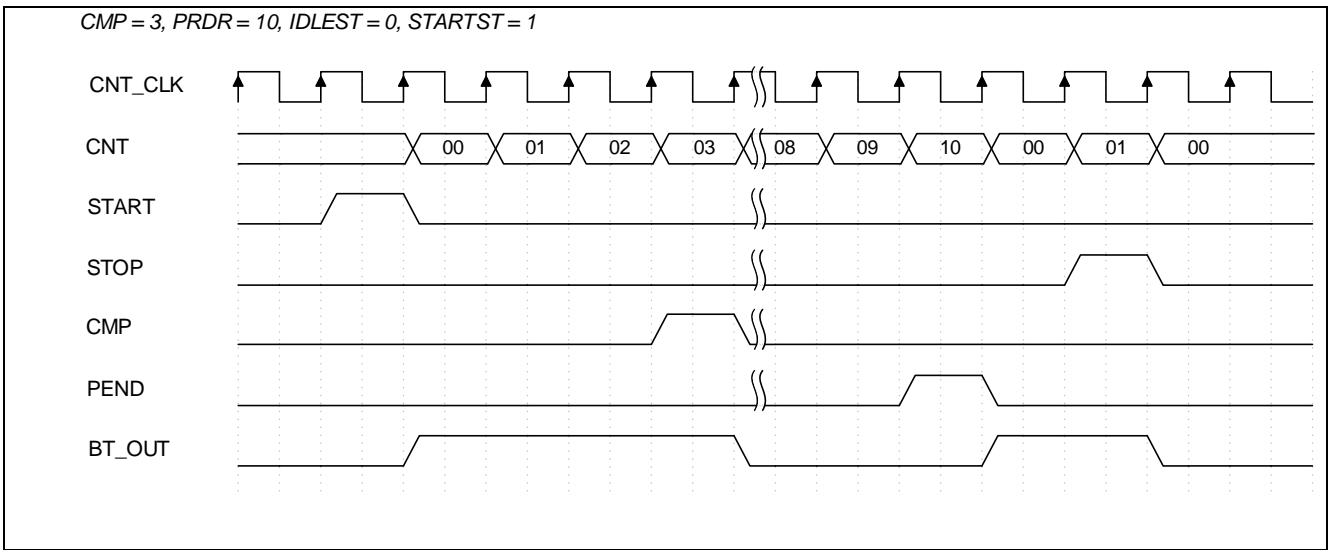 CMP = 3, PRDR = 10, IDLEST = 0, STARTST = 1
CNT_CLK
CNT 00 01 02 03 08 09 10 00 01 00
START
STOP
CMP
PEND
BT_OUT